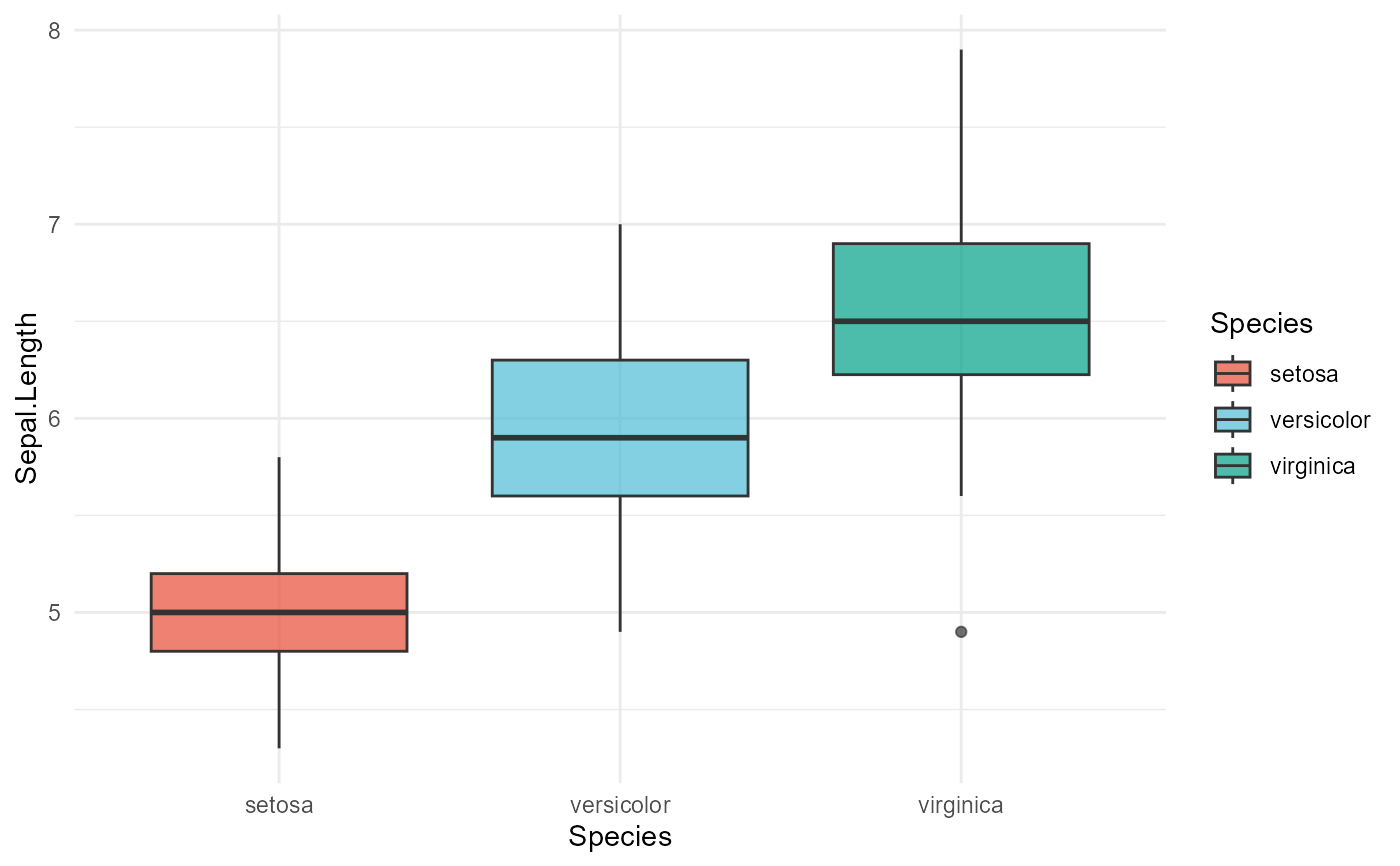 Sepal.Length
8
7
6
5
setosa
versicolor
virginica
Species
Species
setosa
versicolor
virginica